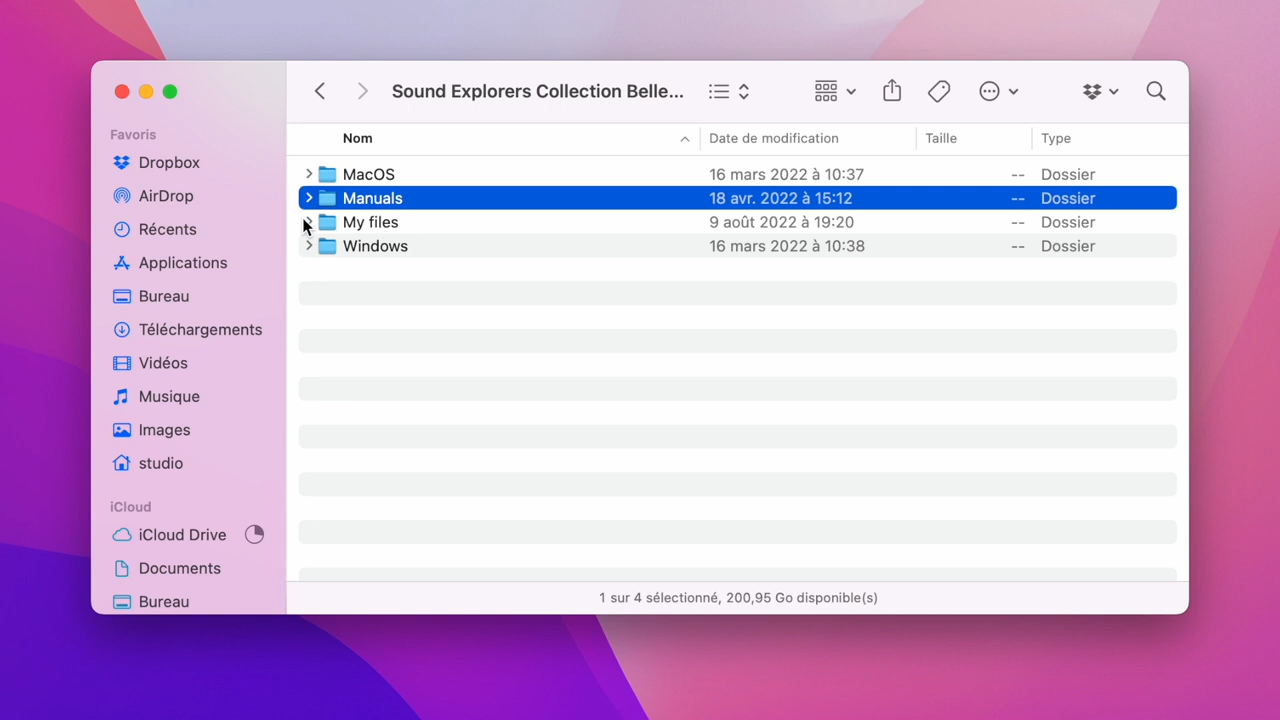 Sound Explorers Collection Belle...
Favoris
Dropbox
AirDrop
Récents
Applications
Bureau
Téléchargements
Vidéos
Musique
Images
studio
iCloud
iCloud Drive
Documents
Bureau
Nom Date de modification Taille Type
MacOS 16 mars 2022 à 10:37 -- Dossier
Manuals 18 avr. 2022 à 15:12 -- Dossier
My files 9 août 2022 à 19:20 -- Dossier
Windows 16 mars 2022 à 10:38 -- Dossier
1 sur 4 sélectionné, 200,95 Go disponible(s)